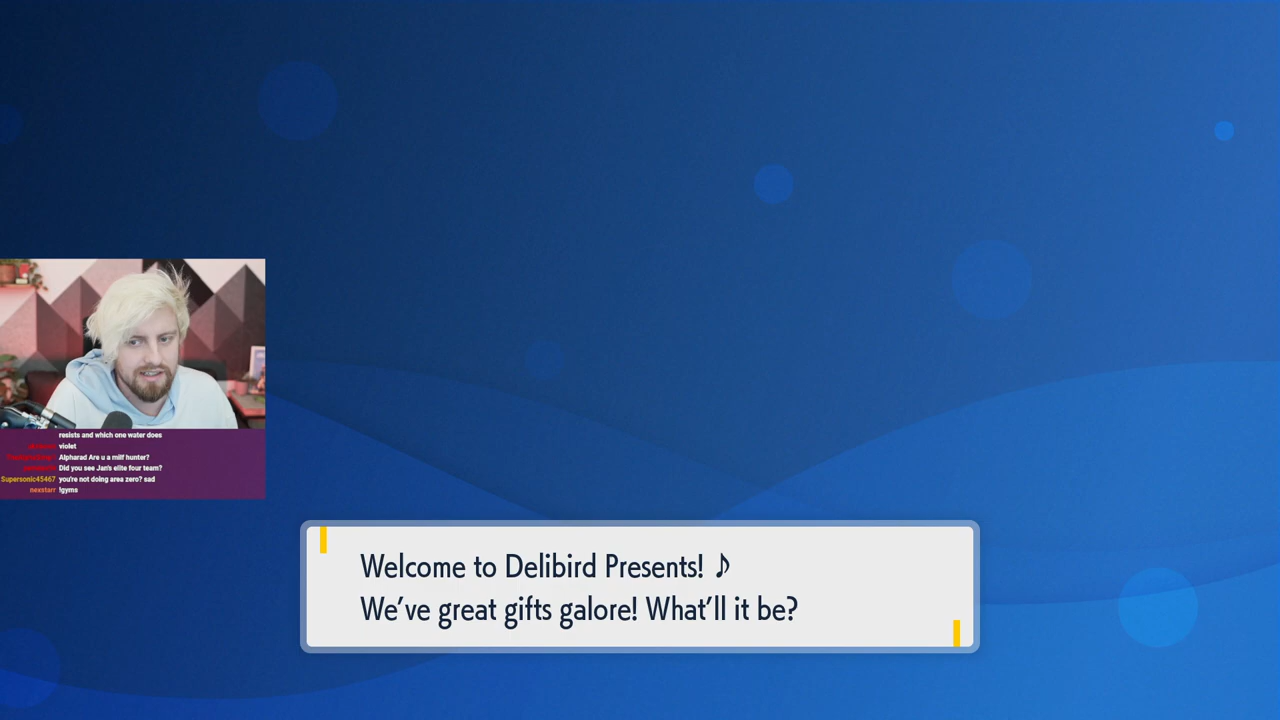 resists and which one water does
violet
Alpharad Are u a milf hunter?
Did you see Jan's elite four team?
Supersonic45467 you're not doing area zero? sad
nexstarr !gyms
Welcome to Delibird Presents! ♪
We've great gifts galore! What'll it be?